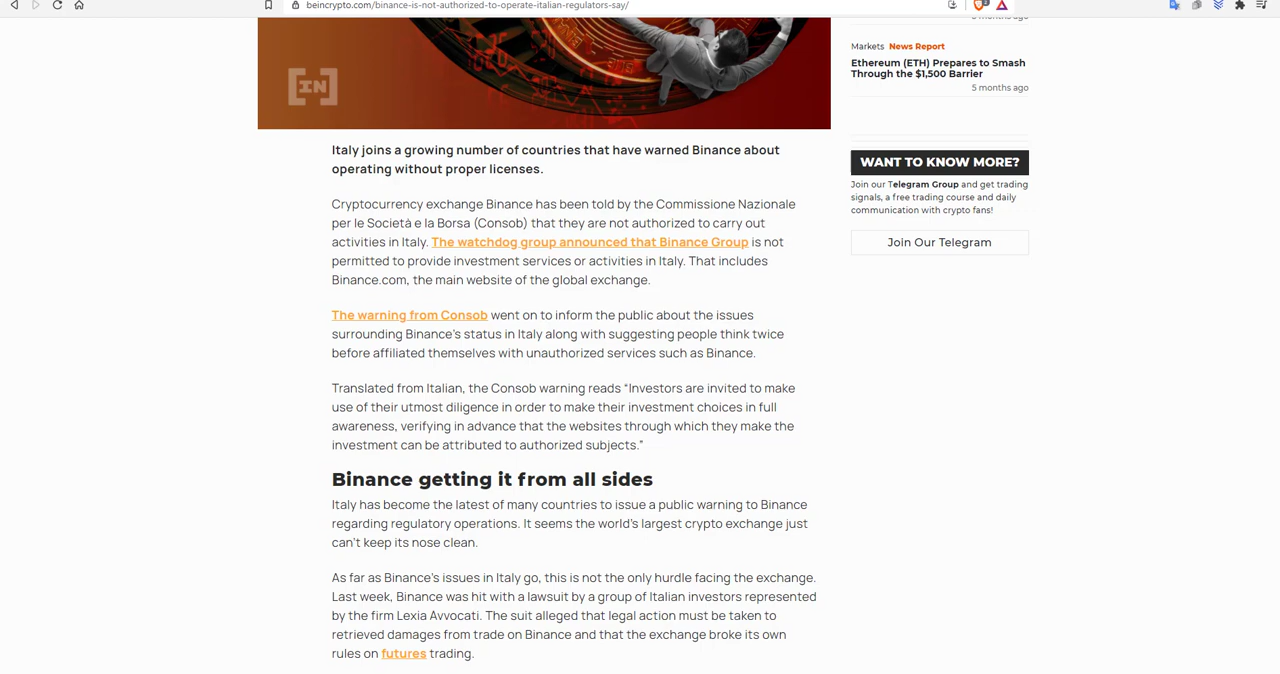 beincrypto.com/binance-is-not-authorized-to-operate-italian-regulators-say/
[IN]
Italy joins a growing number of countries that have warned Binance about
operating without proper licenses.
Cryptocurrency exchange Binance has been told by the Commissione Nazionale
per le Società e la Borsa (Consob) that they are not authorized to carry out
activities in Italy. The watchdog group announced that Binance Group is not
permitted to provide investment services or activities in Italy. That includes
Binance.com, the main website of the global exchange.
The warning from Consob went on to inform the public about the issues
surrounding Binance's status in Italy along with suggesting people think twice
before affiliated themselves with unauthorized services such as Binance.
Translated from Italian, the Consob warning reads “Investors are invited to make
use of their utmost diligence in order to make their investment choices in full
awareness, verifying in advance that the websites through which they make the
investment can be attributed to authorized subjects.”
Binance getting it from all sides
Italy has become the latest of many countries to issue a public warning to Binance
regarding regulatory operations. It seems the world's largest crypto exchange just
can't keep its nose clean.
As far as Binance's issues in Italy go, this is not the only hurdle facing the exchange.
Last week, Binance was hit with a lawsuit by a group of Italian investors represented
by the firm Lexia Avvocati. The suit alleged that legal action must be taken to
retrieved damages from trade on Binance and that the exchange broke its own
rules on futures trading.
months ago
Markets News Report
Ethereum (ETH) Prepares to Smash
Through the $1,500 Barrier
5 months ago
WANT TO KNOW MORE?
Join our Telegram Group and get trading
signals, a free trading course and daily
communication with crypto fans!
Join Our Telegram